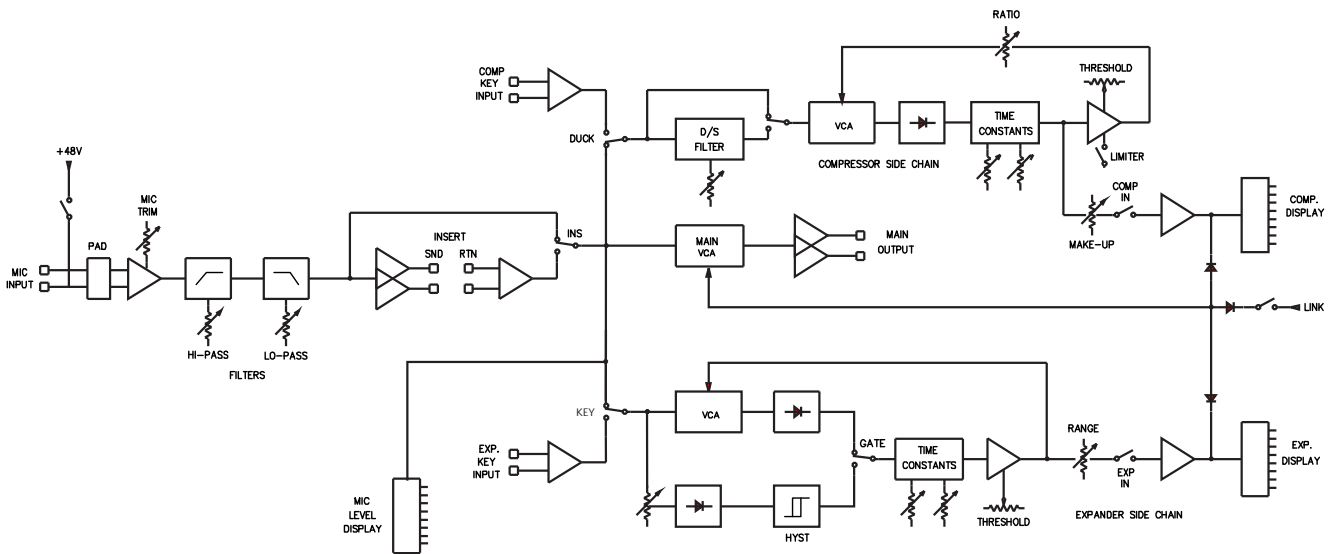 RATIO
COMP
KEY
INPUT
THRESHOLD
DUCK
D/S
FILTER
VCA
TIME
CONSTANTS
COMPRESSOR SIDE CHAIN
LIMITER
+48V
MIC
TRIM
COMP
IN
COMP.
DISPLAY
MAKE-UP
PAD
INSERT
SND
RTN
INS
MAIN
VCA
MAIN
OUTPUT
MIC
INPUT
LINK
HI-PASS
LO-PASS
FILTERS
KEY
VCA
GATE
RANGE
EXP.
KEY
INPUT
TIME
CONSTANTS
EXP
IN
EXP.
DISPLAY
MIC
LEVEL
DISPLAY
HYST
THRESHOLD
EXPANDER SIDE CHAIN